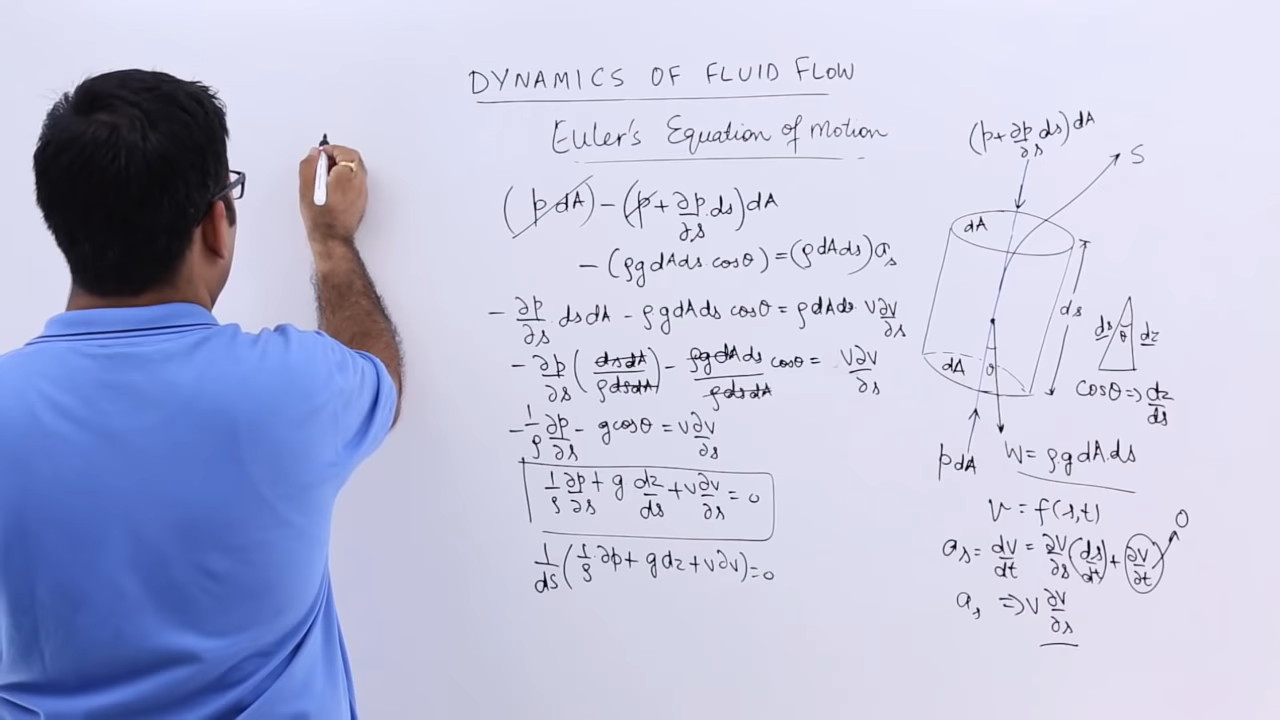 DYNAMICS OF FLUID FLOW
Euler's Equation of Motion
(p dA) − (p + ∂p/∂s ds) dA
− (ρg dA ds cosθ) = (ρ dA ds) a_s
− ∂p/∂s ds dA − ρg dA ds cosθ = ρ dA ds v ∂v/∂s
− ∂p/∂s (ds dA/ρ ds dA) − ρg dA ds/ρ ds dA cosθ = v ∂v/∂s
− 1/ρ ∂p/∂s − g cosθ = v ∂v/∂s
1/ρ ∂p/∂s + g dz/ds + v ∂v/∂s = 0
1/ds (1/ρ ∂p + g dz + v ∂v) = 0
(p + ∂p/∂s ds) dA
S
dA
ds
ds θ dz
dA θ
cosθ => dz/ds
p dA
W = ρ.g dA.ds
v = f(s,t)
a_s = dv/dt = ∂v/∂s (ds/dt) + ∂v/∂t 0
a_s => v ∂v/∂s